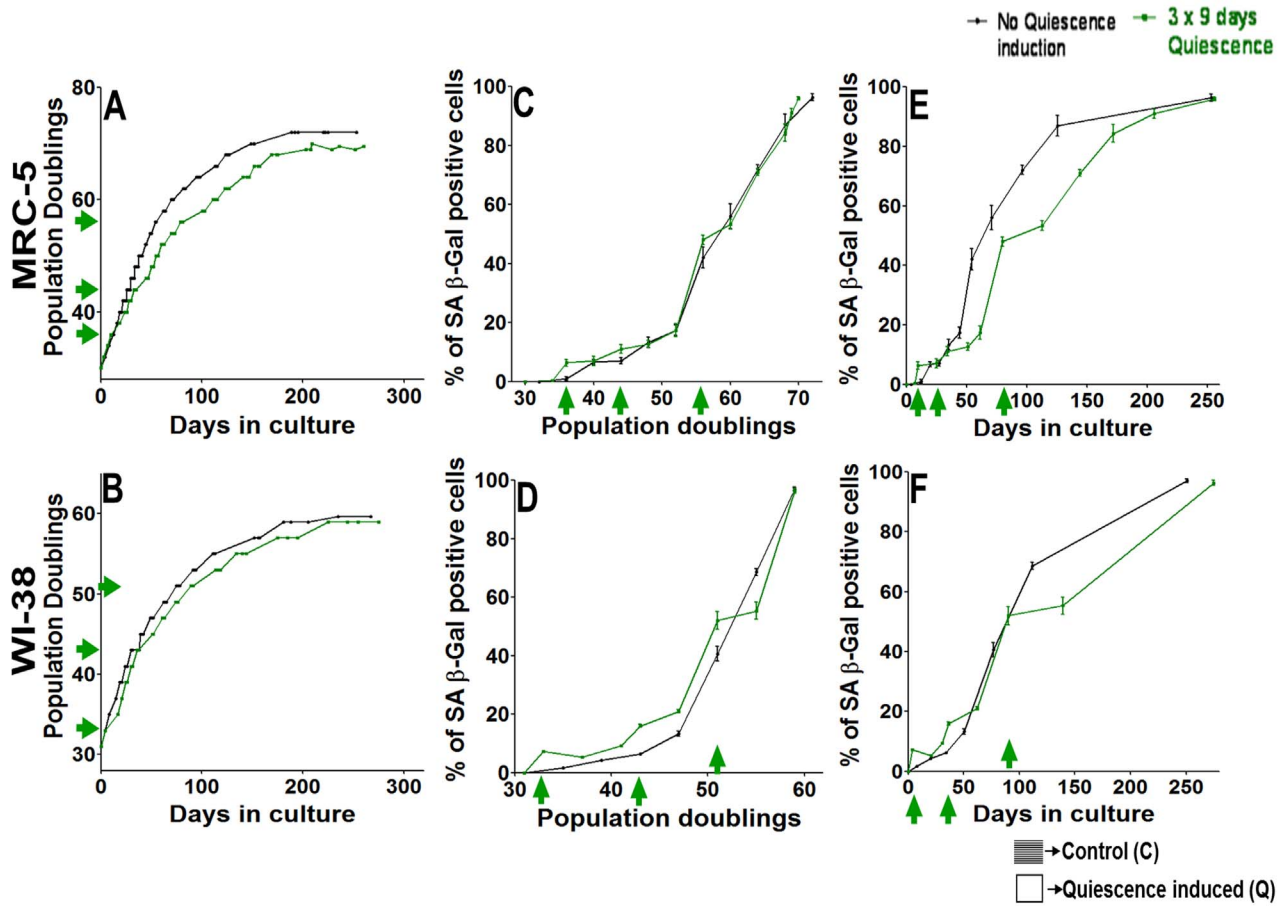 No Quiescence induction
3 x 9 days Quiescence
MRC-5
A
Population Doublings
80
60
40
0
100
200
300
Days in culture
C
% of SA β-Gal positive cells
100
80
60
40
20
0
30
40
50
60
70
Population doublings
E
% of SA β-Gal positive cells
100
80
60
40
20
0
0
50
100
150
200
250
Days in culture
WI-38
B
Population Doublings
60
50
40
30
0
100
200
300
Days in culture
D
% of SA β-Gal positive cells
100
80
60
40
20
0
30
40
50
60
Population doublings
F
% of SA β-Gal positive cells
100
80
60
40
20
0
0
50
100
150
200
250
Days in culture
Control (C)
Quiescence induced (Q)